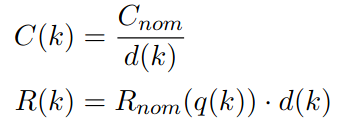 C(k) = C_nom / d(k)
R(k) = R_nom(q(k)) · d(k)